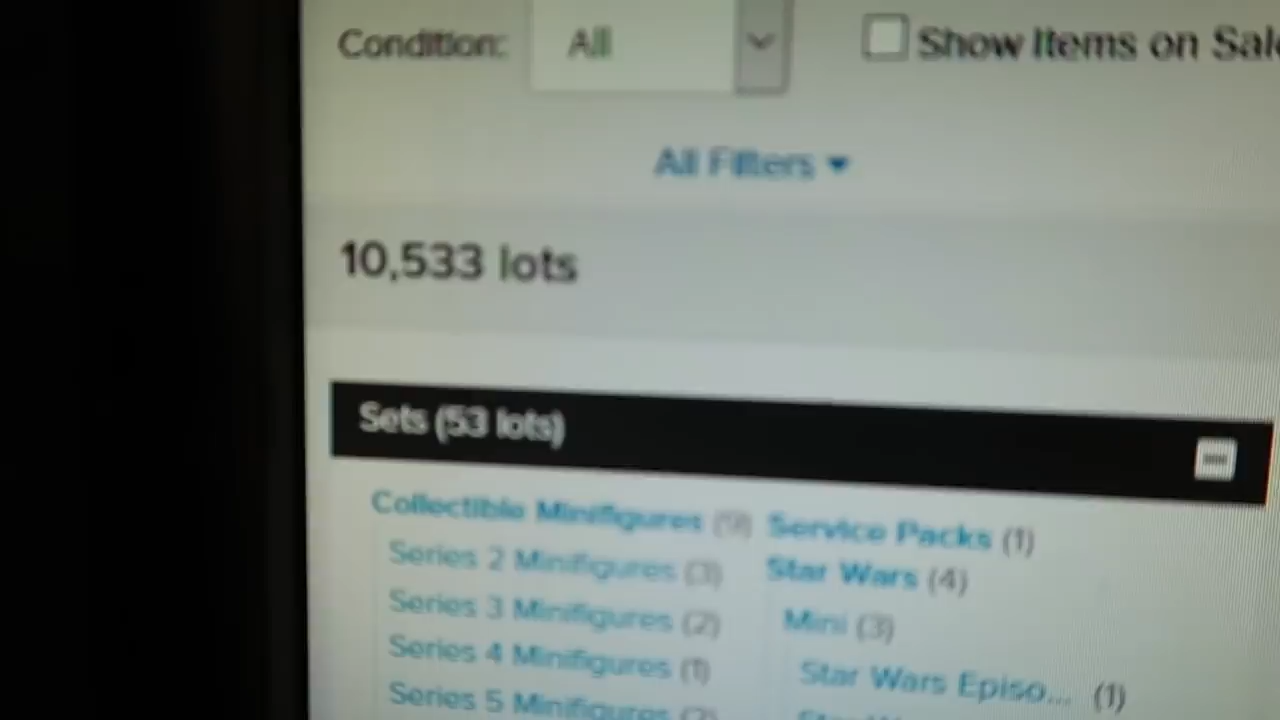 Condition: All Show Items on Sale
All Filters
10,533 lots
Sets (53 lots)
Collectible Minifigures (9)
Series 2 Minifigures (3)
Series 3 Minifigures (2)
Series 4 Minifigures (1)
Series 5 Minifigures
Service Packs (1)
Star Wars (4)
Mini (3)
Star Wars Episo... (1)